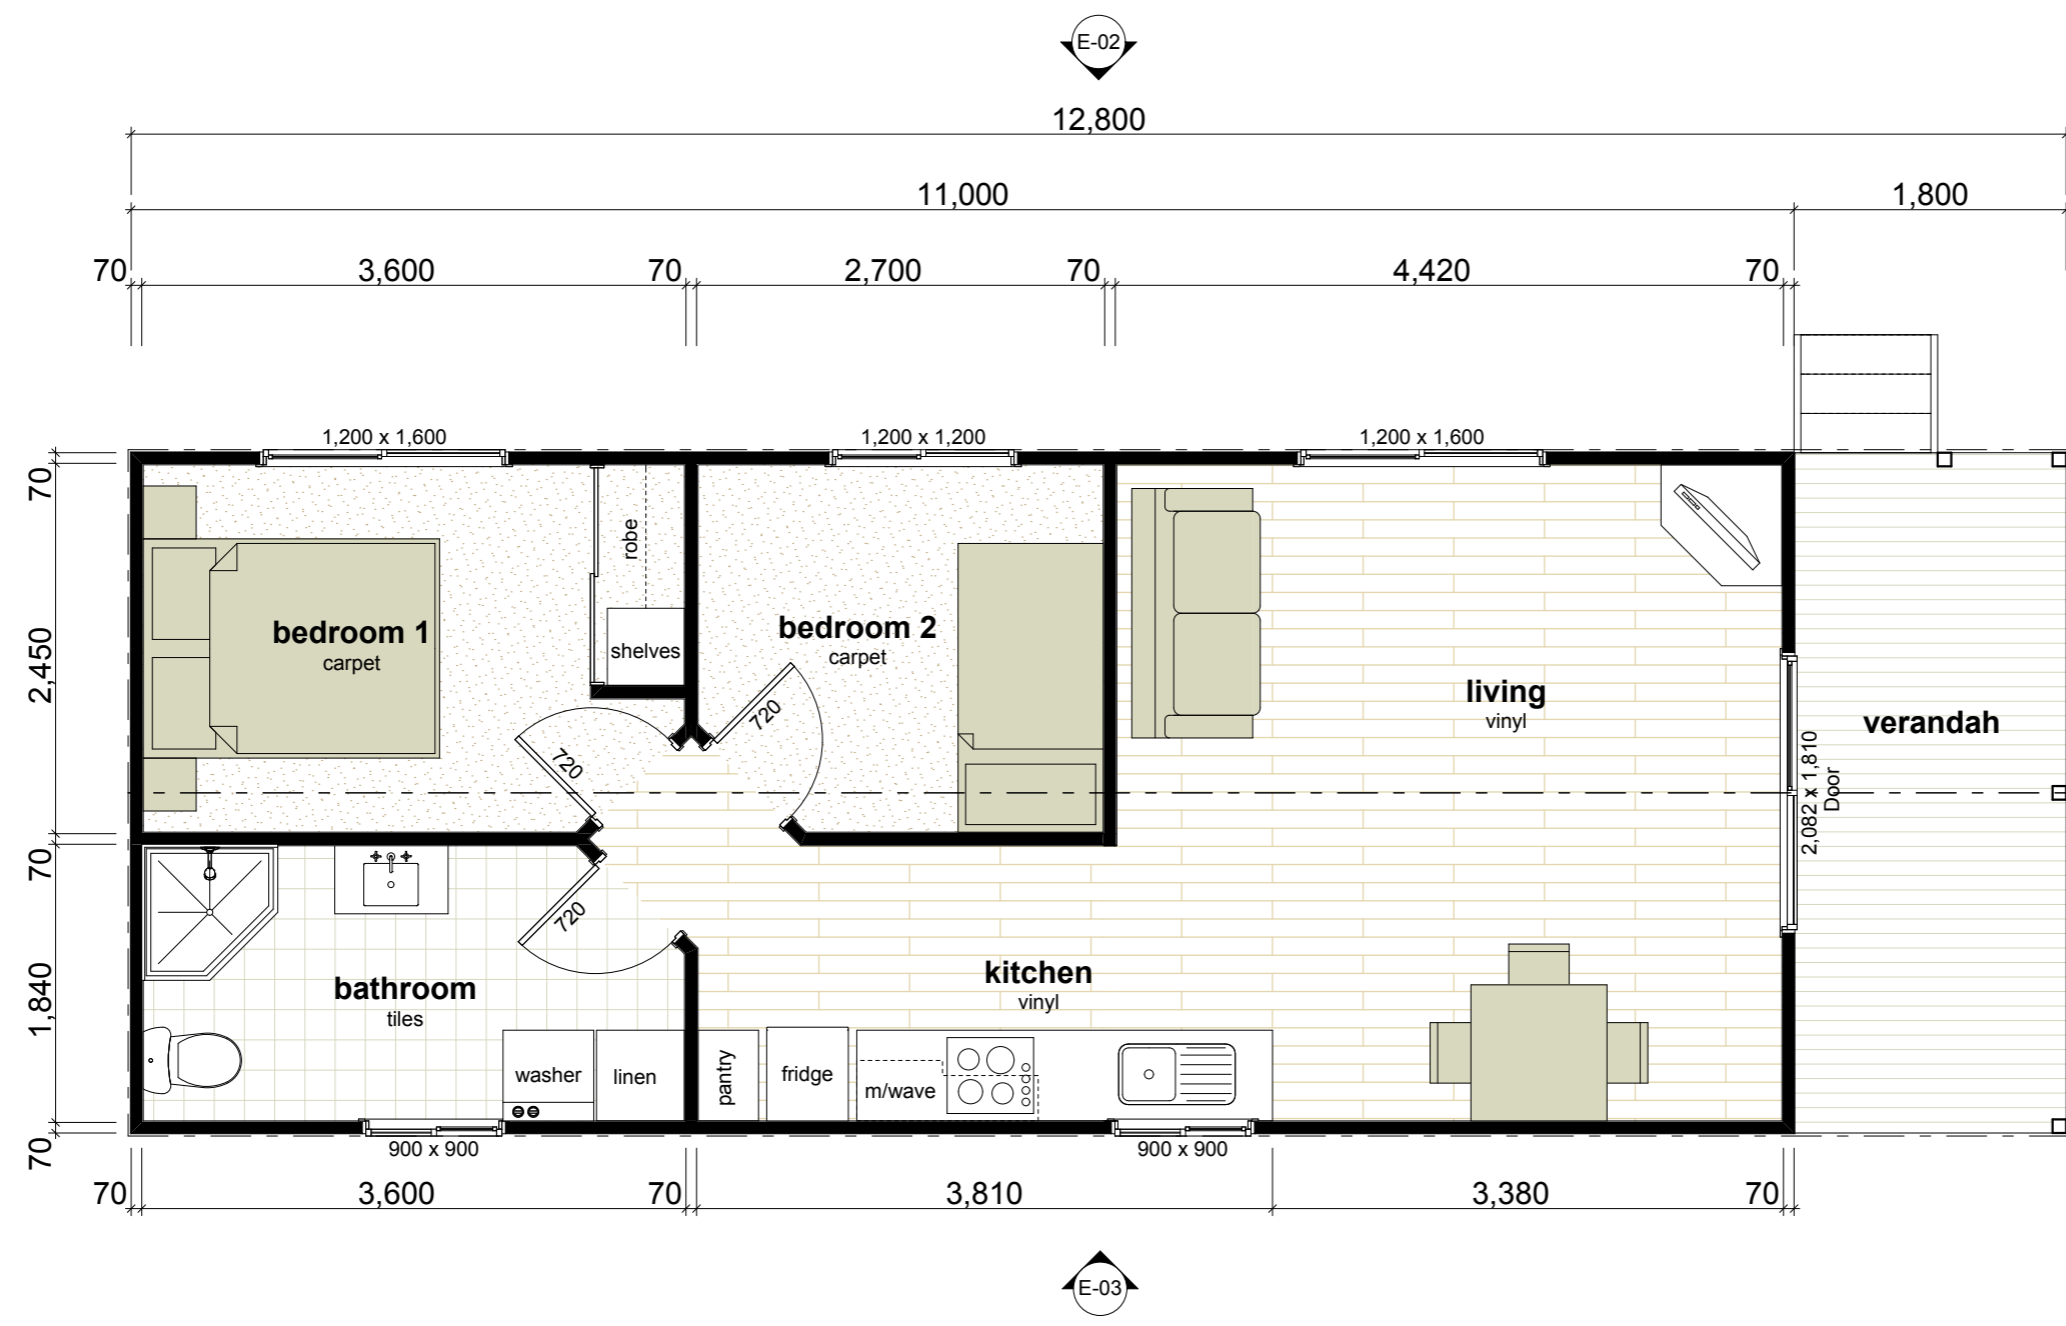 E-02
12,800
11,000
1,800
70
3,600
70
2,700
70
4,420
70
1,200 x 1,600
1,200 x 1,200
1,200 x 1,600
70
2,450
70
1,840
70
robe
shelves
bedroom 1
carpet
bedroom 2
carpet
living
vinyl
verandah
2,082 x 1,810
Door
720
720
720
bathroom
tiles
kitchen
vinyl
washer
linen
pantry
fridge
m/wave
900 x 900
900 x 900
70
3,600
70
3,810
3,380
70
E-03